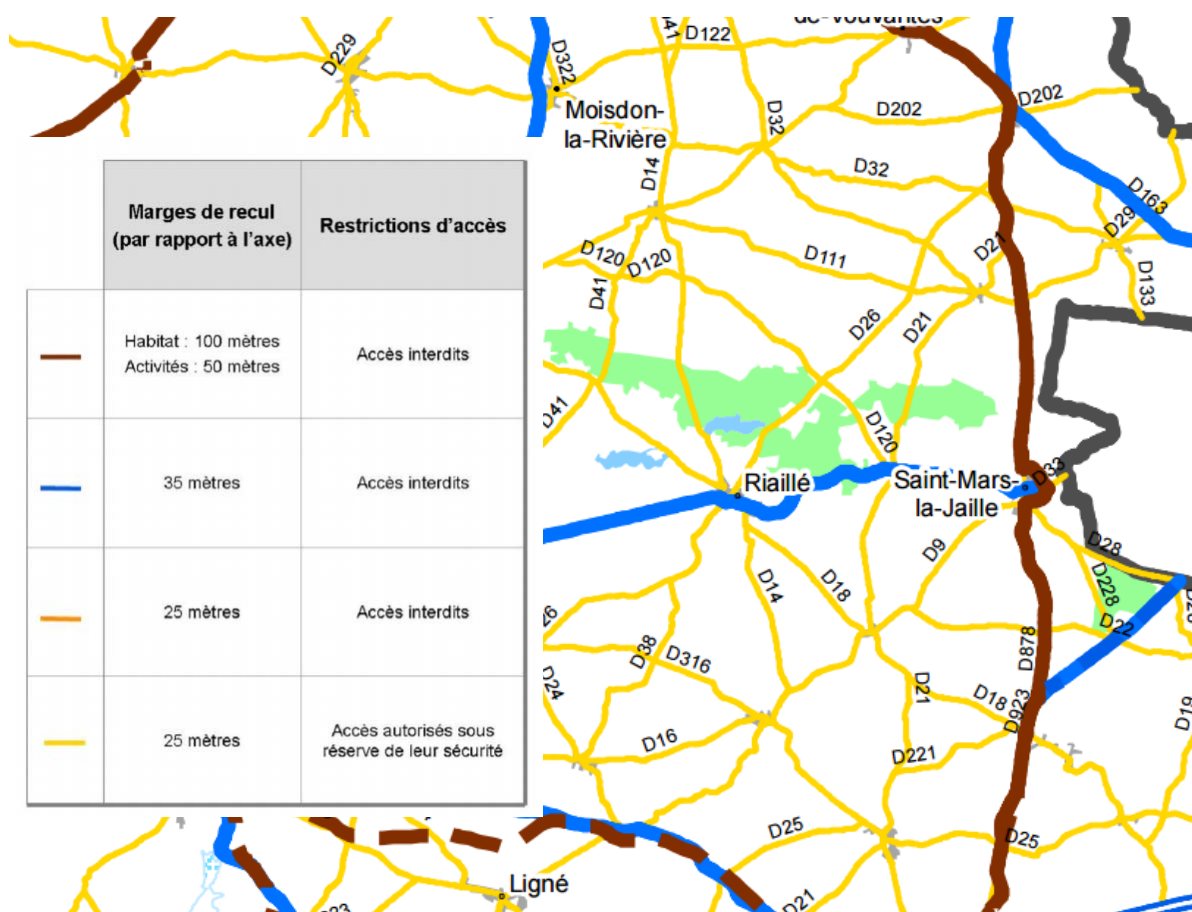 de-Vouvantes
D41
D122
D229
D322
Moisdon-
la-Rivière
D32
D202
D202
D14
D32
D163
D29
D21
D120
D120
D111
D133
D41
D26
D21
Marges de recul
(par rapport à l'axe)
Restrictions d'accès
Habitat : 100 mètres
Activités : 50 mètres
Accès interdits
35 mètres
Accès interdits
25 mètres
Accès interdits
25 mètres
Accès autorisés sous
réserve de leur sécurité
D41
D120
Riaillé
Saint-Mars-
la-Jaille
D33
D9
D28
D228
D22
D14
D18
D38
D316
D24
D16
D21
D18
D878
D923
D19
D221
D25
D25
D21
Ligné